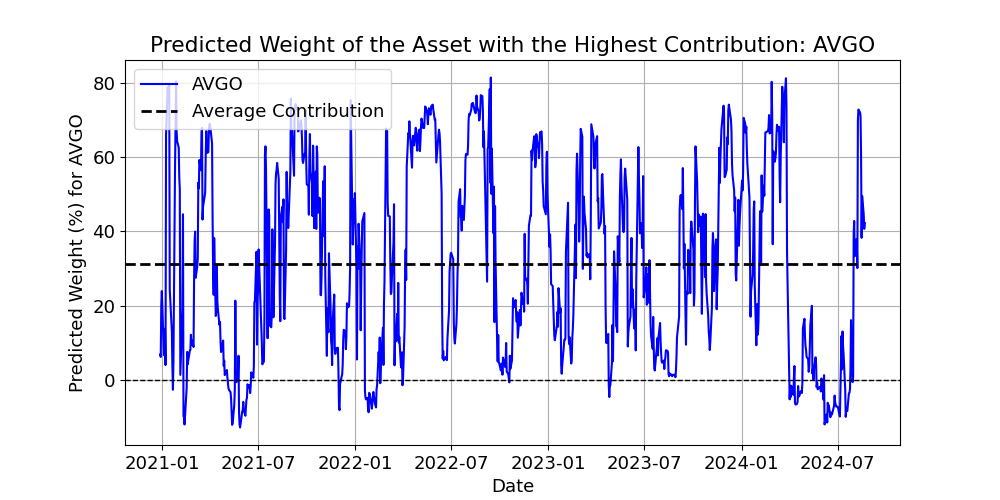 Predicted Weight of the Asset with the Highest Contribution: AVGO
AVGO
Average Contribution
Predicted Weight (%) for AVGO
80
60
40
20
0
2021-01
2021-07
2022-01
2022-07
2023-01
2023-07
2024-01
2024-07
Date